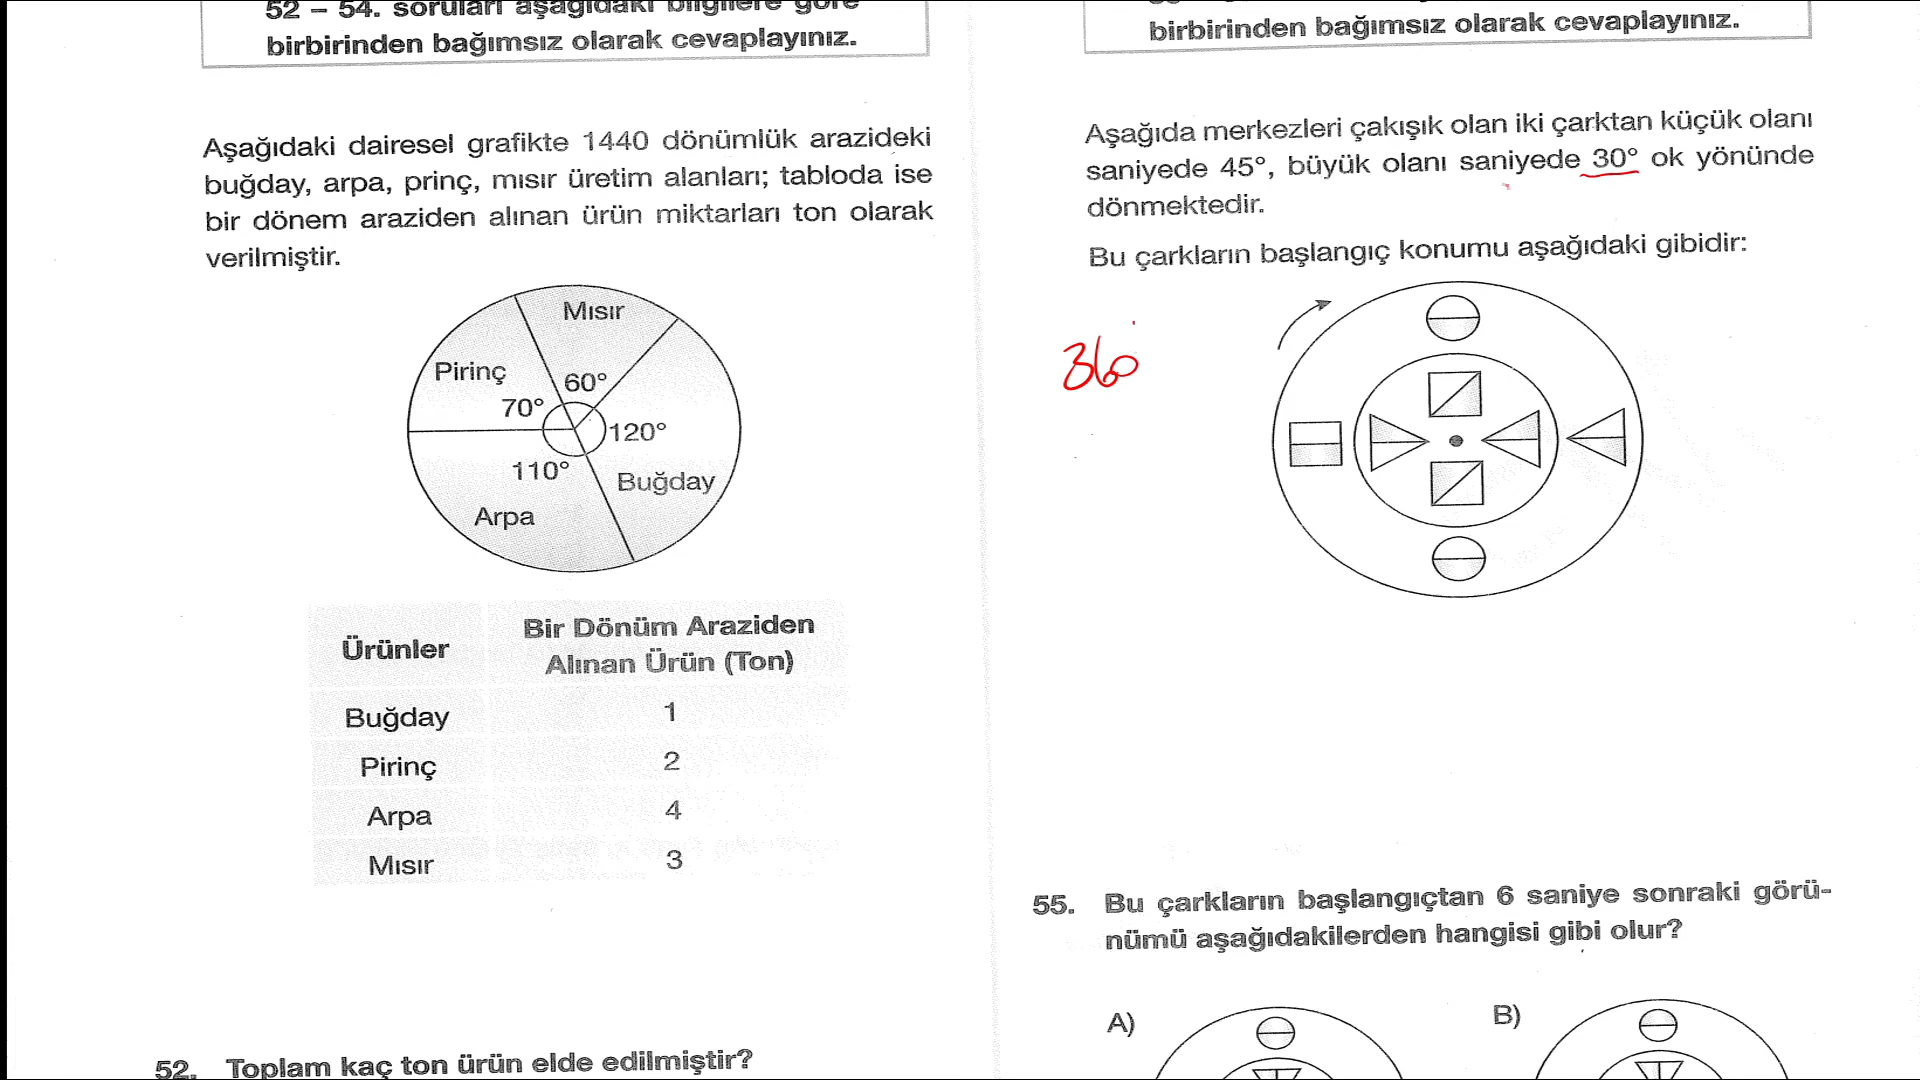 52 – 54. soruları aşağıdaki bilgilere göre
birbirinden bağımsız olarak cevaplayınız.
Aşağıdaki dairesel grafikte 1440 dönümlük arazideki
buğday, arpa, prinç, mısır üretim alanları; tabloda ise
bir dönem araziden alınan ürün miktarları ton olarak
verilmiştir.
Mısır
Pirinç
60°
70°
120°
110°
Buğday
Arpa
Ürünler
Bir Dönüm Araziden
Alınan Ürün (Ton)
Buğday 1
Pirinç 2
Arpa 4
Mısır 3
52. Toplam kaç ton ürün elde edilmiştir?
birbirinden bağımsız olarak cevaplayınız.
Aşağıda merkezleri çakışık olan iki çarktan küçük olanı
saniyede 45°, büyük olanı saniyede 30° ok yönünde
dönmektedir.
Bu çarkların başlangıç konumu aşağıdaki gibidir:
360
55. Bu çarkların başlangıçtan 6 saniye sonraki görü-
nümü aşağıdakilerden hangisi gibi olur?
A)
B)